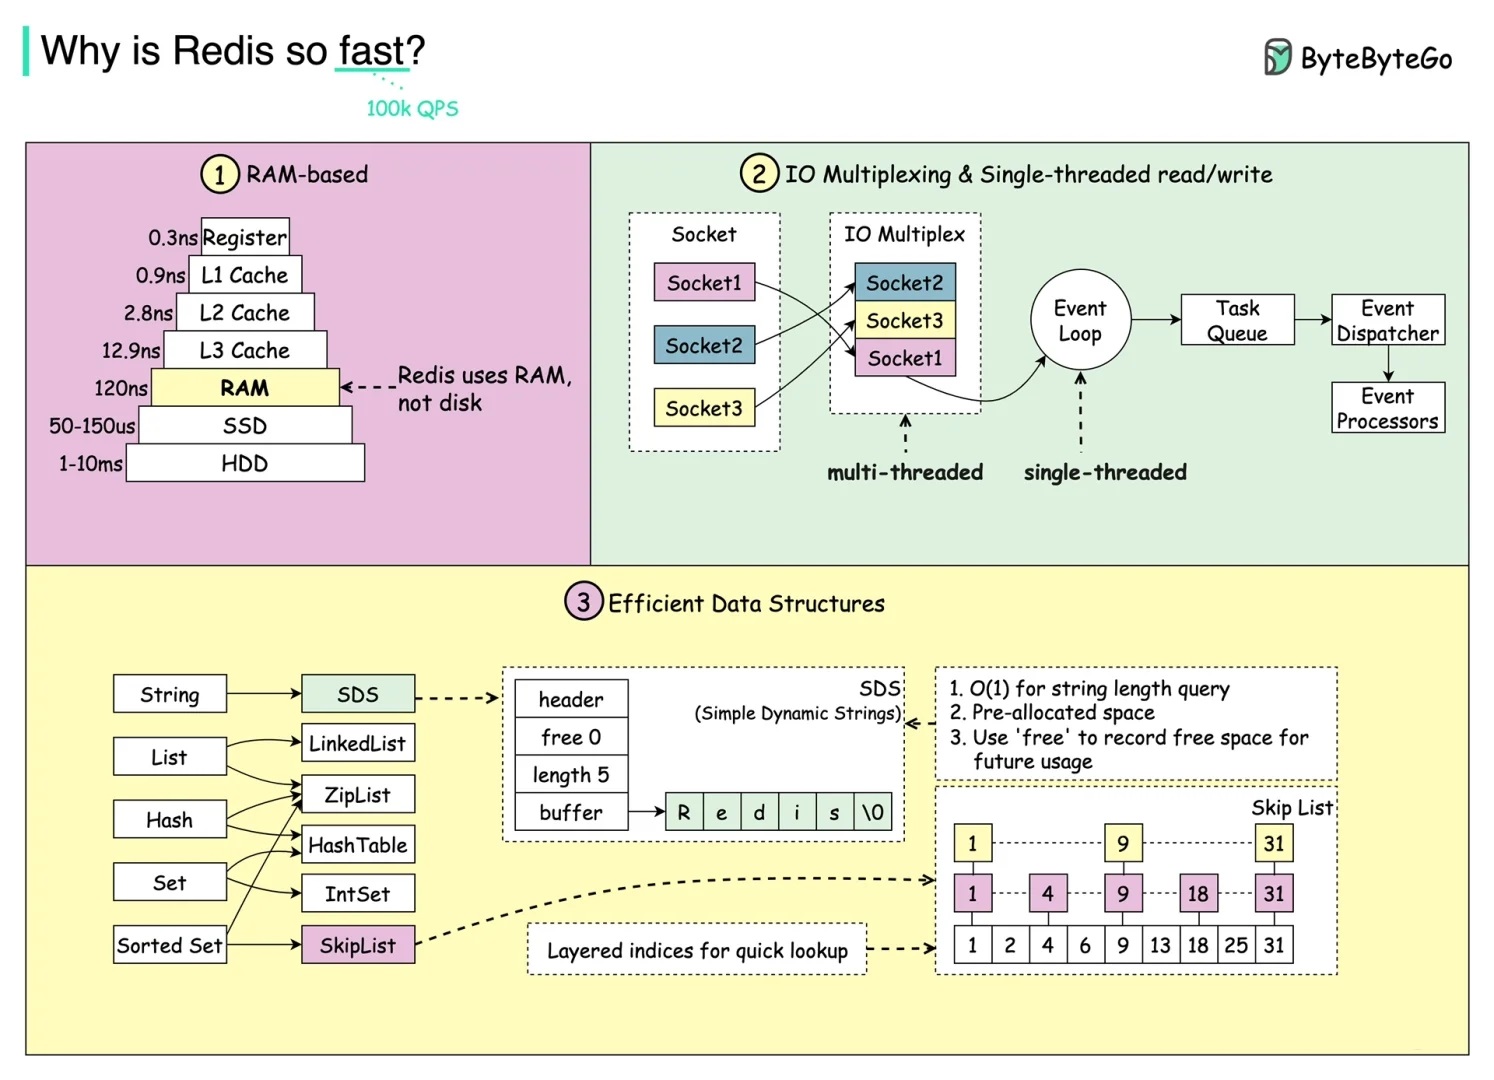 Why is Redis so fast?
ByteByteGo
100k QPS
1 RAM-based
0.3ns Register
0.9ns L1 Cache
2.8ns L2 Cache
12.9ns L3 Cache
120ns RAM
50-150us SSD
1-10ms HDD
Redis uses RAM,
not disk
2 IO Multiplexing & Single-threaded read/write
Socket
Socket1
Socket2
Socket3
IO Multiplex
Socket2
Socket3
Socket1
multi-threaded
Event
Loop
single-threaded
Task
Queue
Event
Dispatcher
Event
Processors
3 Efficient Data Structures
String
List
Hash
Set
Sorted Set
SDS
LinkedList
ZipList
HashTable
IntSet
SkipList
header
free 0
length 5
buffer
R e d i s \0
SDS
(Simple Dynamic Strings)
1. O(1) for string length query
2. Pre-allocated space
3. Use 'free' to record free space for
future usage
Layered indices for quick lookup
Skip List
1 9 31
1 4 9 18 31
1 2 4 6 9 13 18 25 31